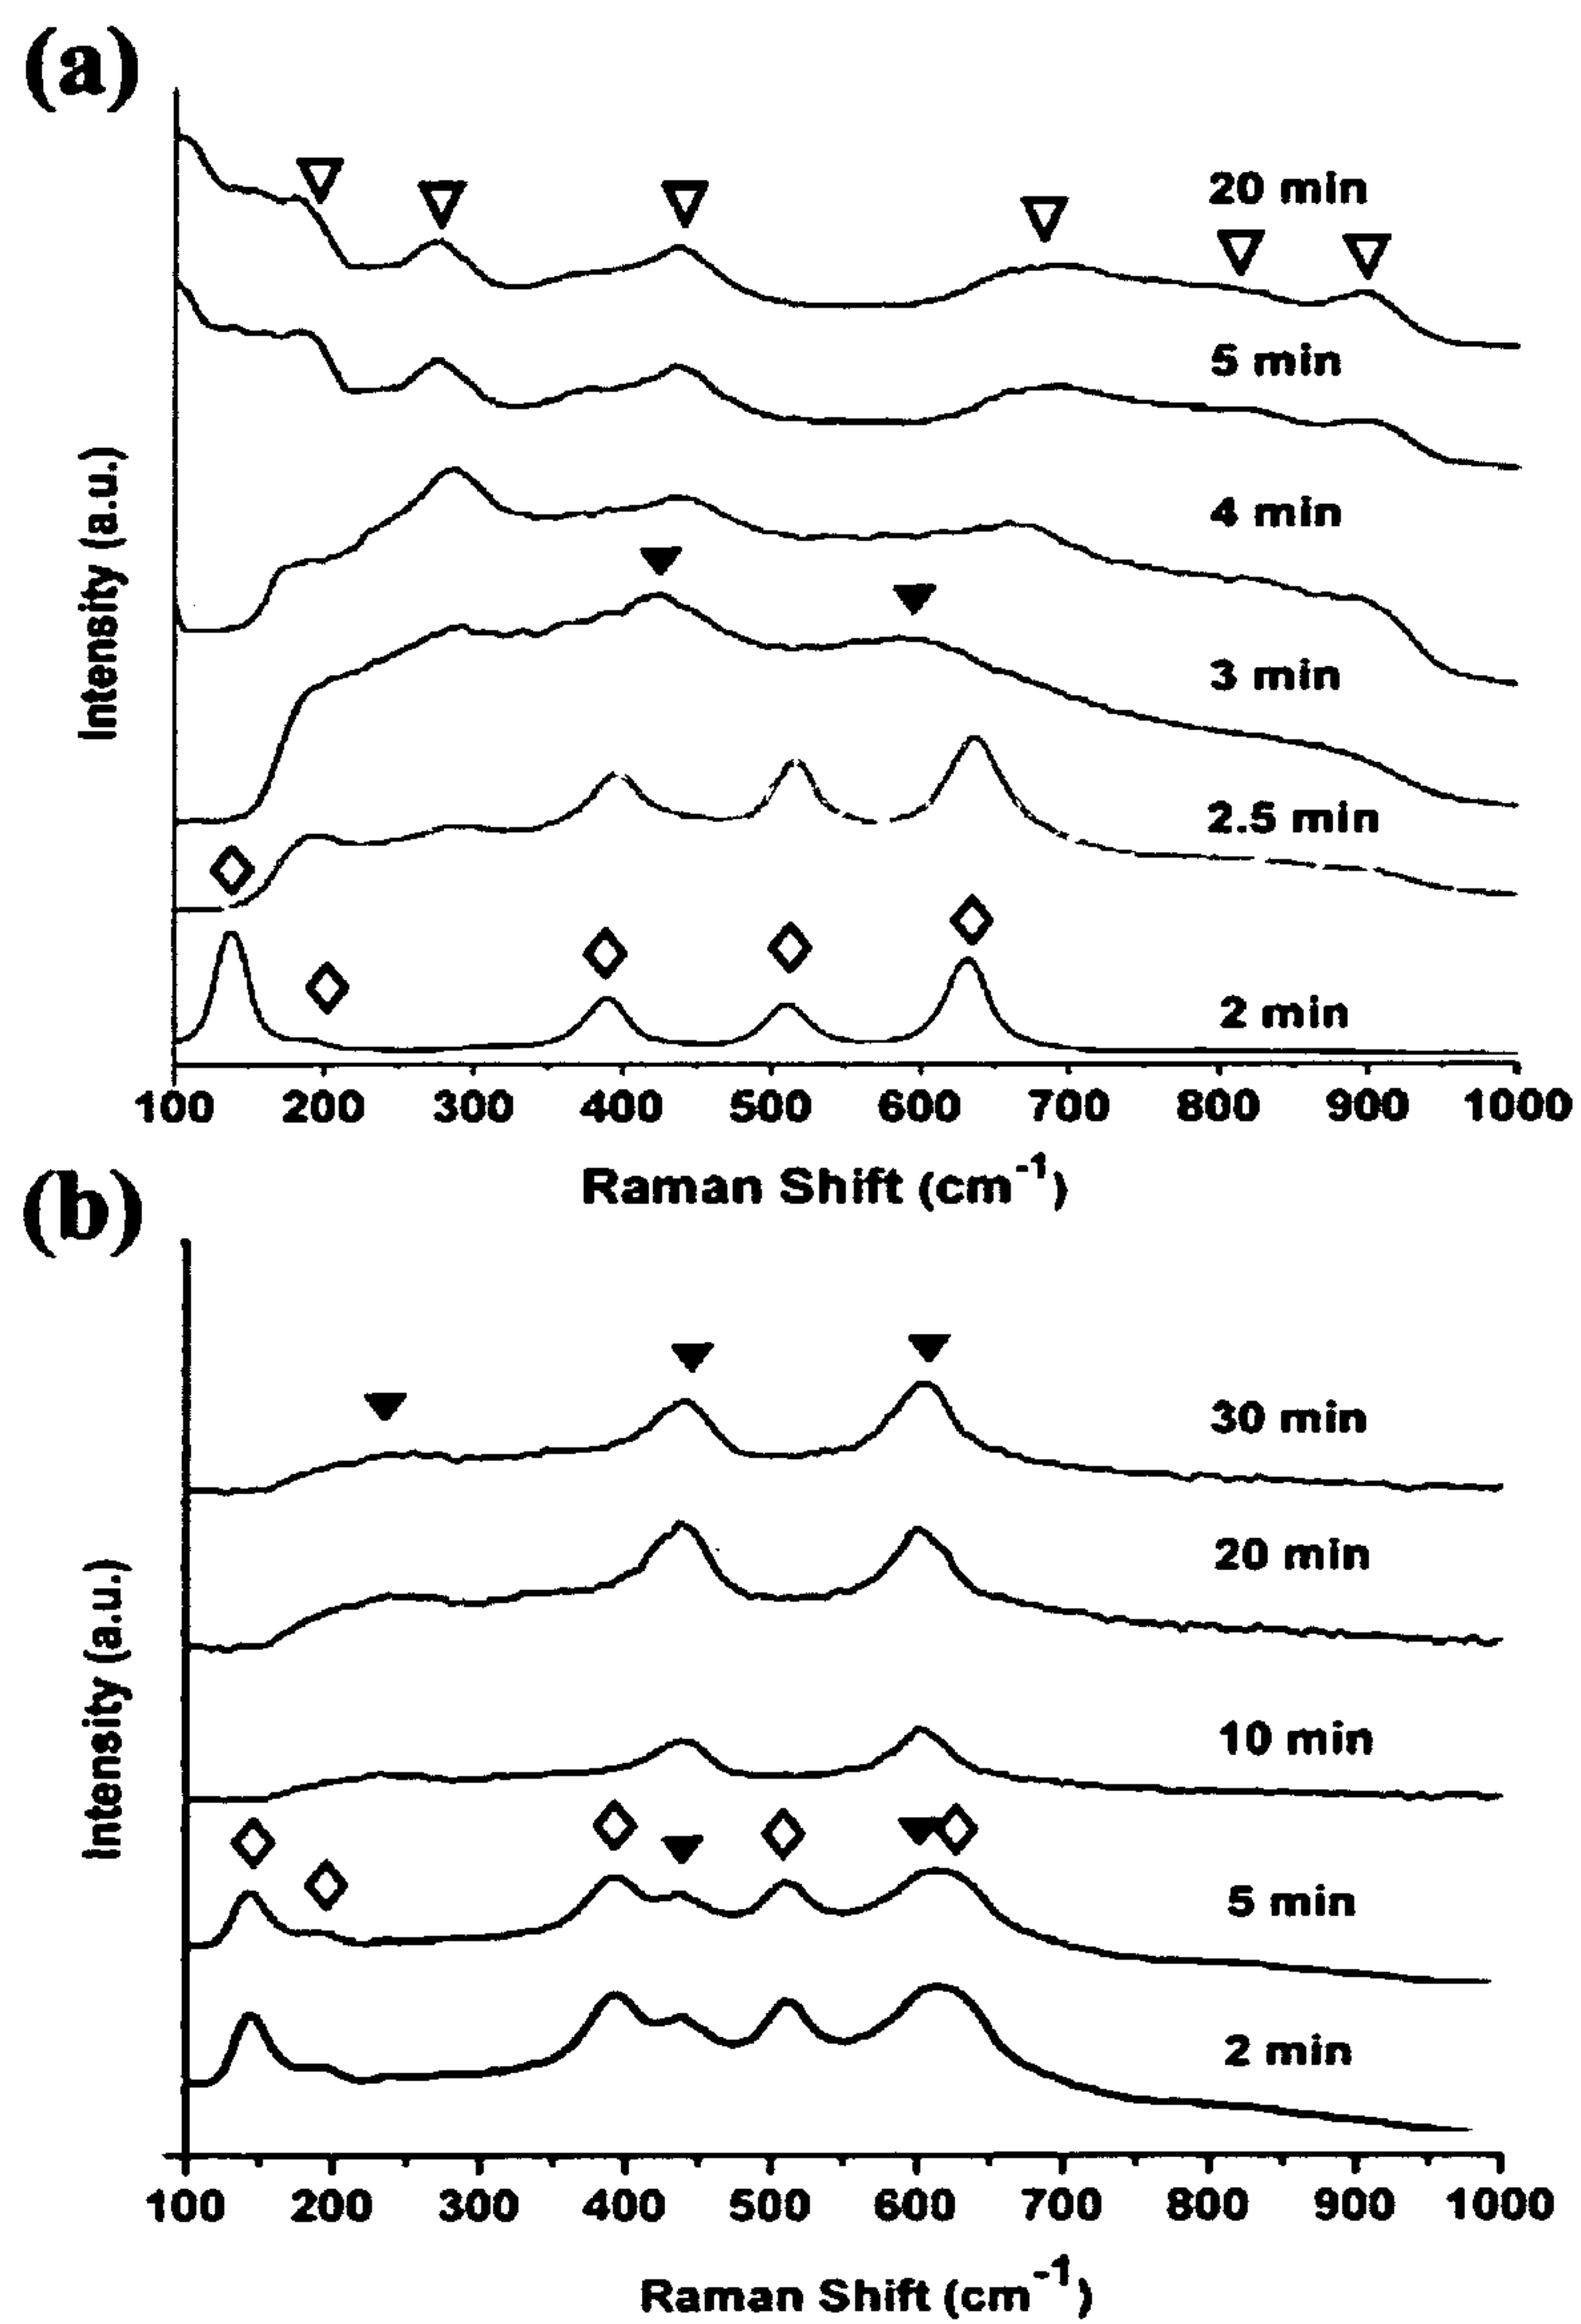 (a)
20 min
5 min
4 min
3 min
2.5 min
2 min
Intensity (a.u.)
100 200 300 400 500 600 700 800 900 1000
Raman Shift (cm⁻¹)
(b)
30 min
20 min
10 min
5 min
2 min
Intensity (a.u.)
100 200 300 400 500 600 700 800 900 1000
Raman Shift (cm⁻¹)